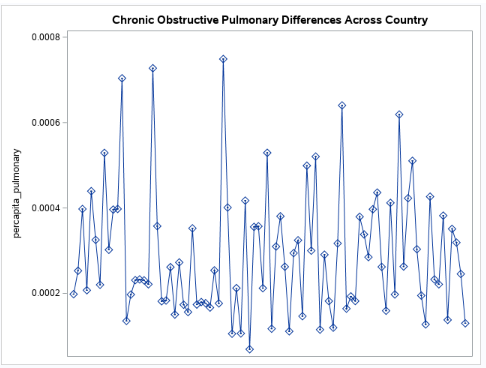 Chronic Obstructive Pulmonary Differences Across Country
0.0008
0.0006
0.0004
0.0002
percapita_pulmonary